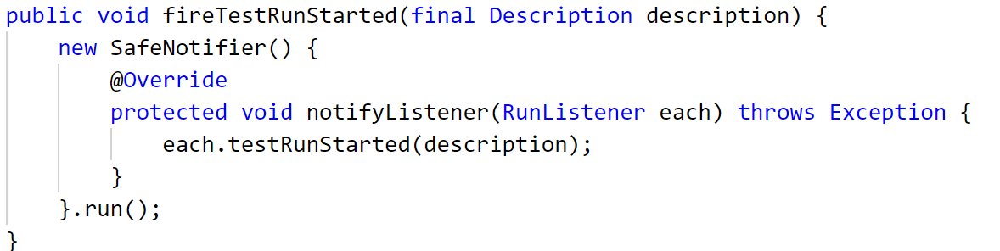 public void fireTestRunStarted(final Description description) {
    new SafeNotifier() {
        @Override
        protected void notifyListener(RunListener each) throws Exception {
            each.testRunStarted(description);
        }
    }.run();
}